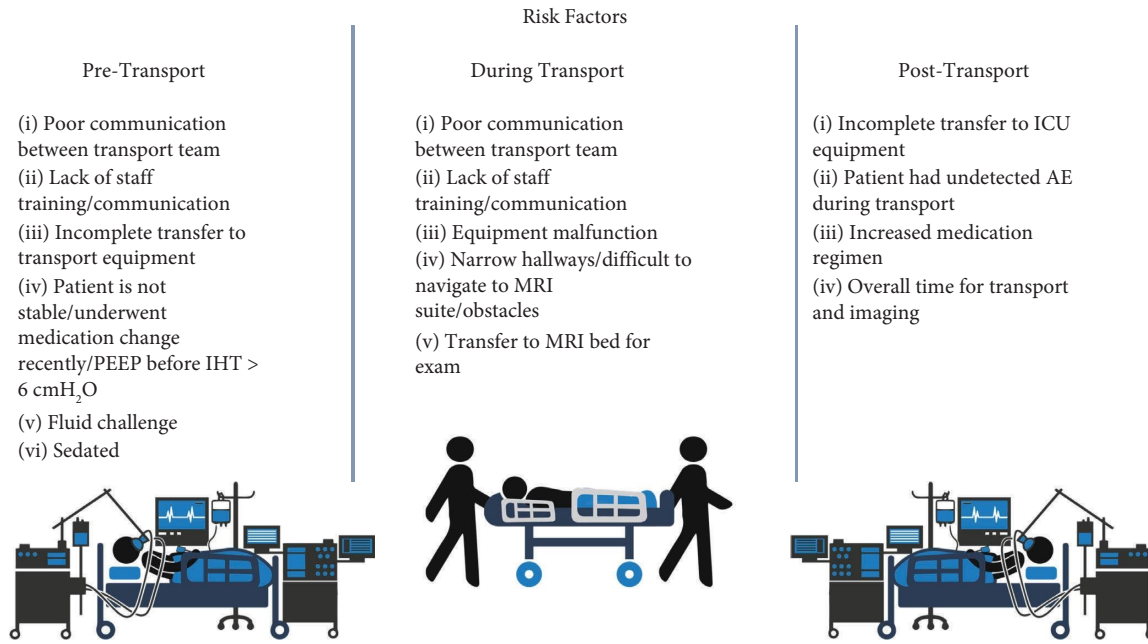 Risk Factors
Pre-Transport
(i) Poor communication
between transport team
(ii) Lack of staff
training/communication
(iii) Incomplete transfer to
transport equipment
(iv) Patient is not
stable/underwent
medication change
recently/PEEP before IHT >
6 cmH₂O
(v) Fluid challenge
(vi) Sedated
During Transport
(i) Poor communication
between transport team
(ii) Lack of staff
training/communication
(iii) Equipment malfunction
(iv) Narrow hallways/difficult to
navigate to MRI
suite/obstacles
(v) Transfer to MRI bed for
exam
Post-Transport
(i) Incomplete transfer to ICU
equipment
(ii) Patient had undetected AE
during transport
(iii) Increased medication
regimen
(iv) Overall time for transport
and imaging